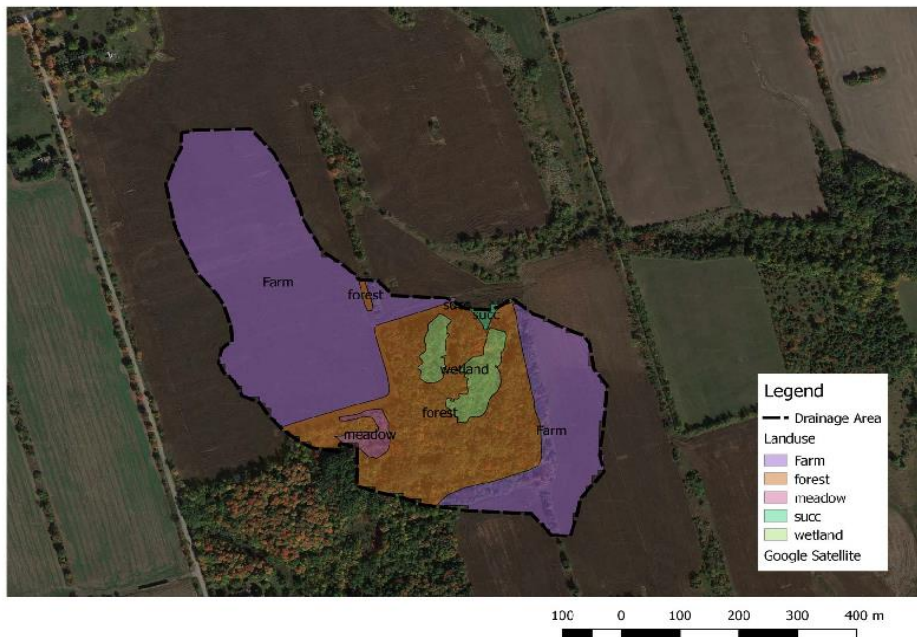 Farm
forest
succ
succ
wetland
forest
meadow
Farm
Legend
Drainage Area
Landuse
Farm
forest
meadow
succ
wetland
Google Satellite
100 0 100 200 300 400 m